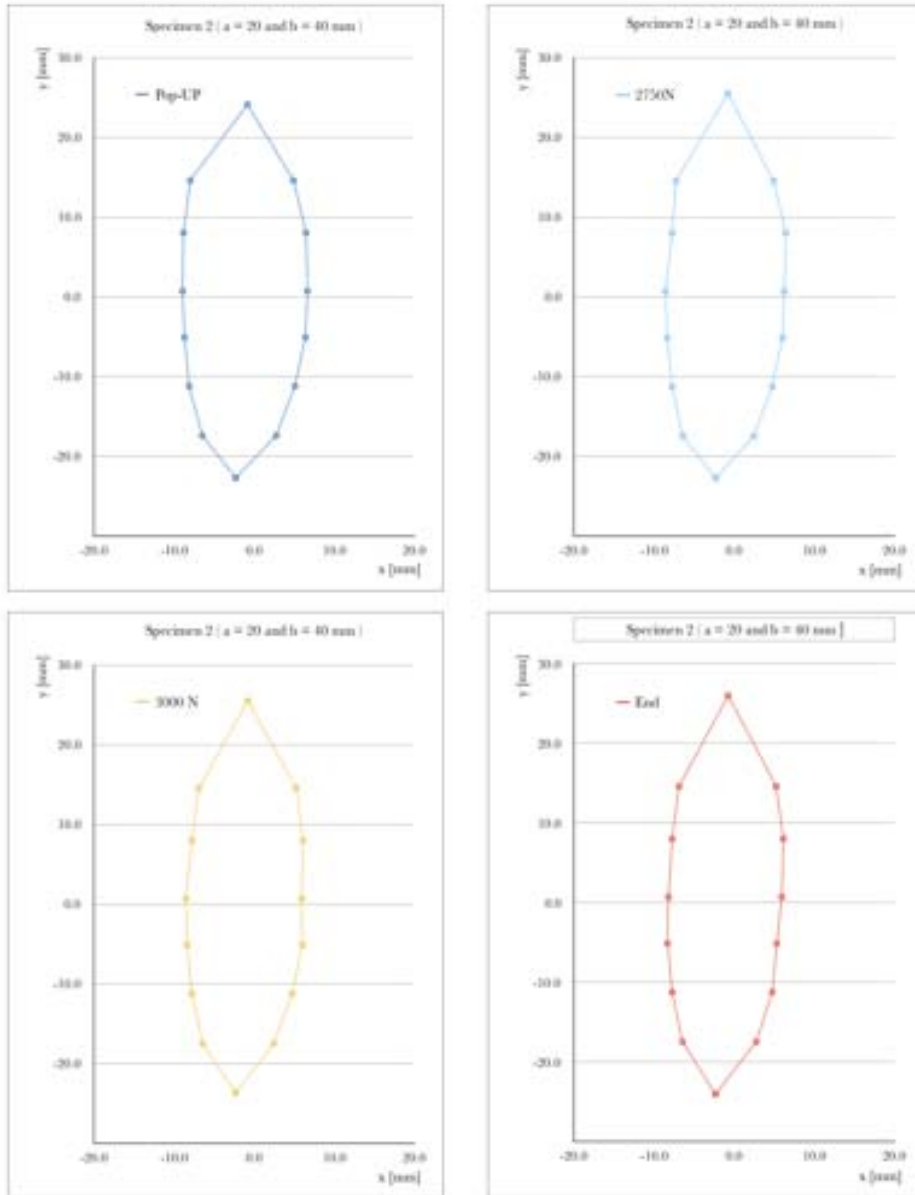 Specimen 2 ( a = 20 and b = 40 mm )
y [mm]
30.0
Pop-UP
20.0
10.0
0.0
-10.0
-20.0
-20.0 -10.0 0.0 10.0 20.0
x [mm]
Specimen 2 ( a = 20 and b = 40 mm )
y [mm]
30.0
2750N
20.0
10.0
0.0
-10.0
-20.0
-20.0 -10.0 0.0 10.0 20.0
x [mm]
Specimen 2 ( a = 20 and b = 40 mm )
y [mm]
30.0
3000 N
20.0
10.0
0.0
-10.0
-20.0
-20.0 -10.0 0.0 10.0 20.0
x [mm]
Specimen 2 ( a = 20 and b = 40 mm ]
y [mm]
30.0
End
20.0
10.0
0.0
-10.0
-20.0
-20.0 -10.0 0.0 10.0 20.0
x [mm]